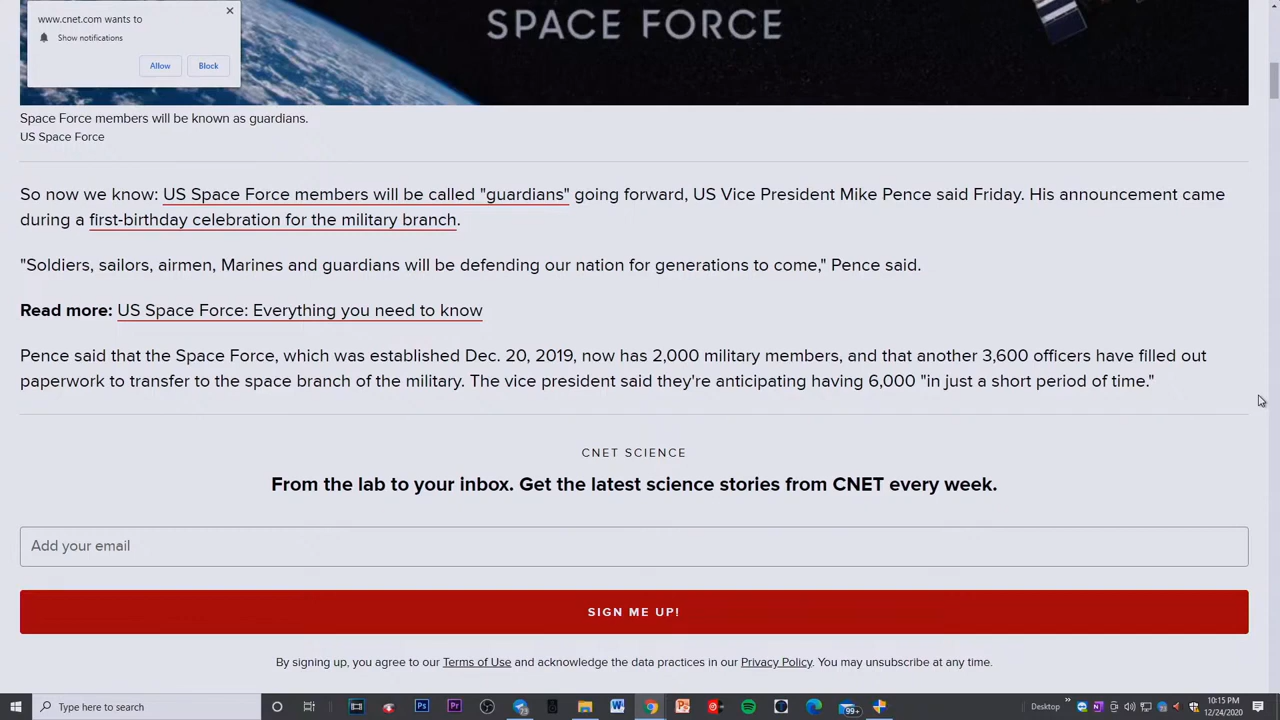 www.cnet.com wants to
Show notifications
Allow
Block
SPACE FORCE
Space Force members will be known as guardians.
US Space Force
So now we know: US Space Force members will be called "guardians" going forward, US Vice President Mike Pence said Friday. His announcement came
during a first-birthday celebration for the military branch.
"Soldiers, sailors, airmen, Marines and guardians will be defending our nation for generations to come," Pence said.
Read more: US Space Force: Everything you need to know
Pence said that the Space Force, which was established Dec. 20, 2019, now has 2,000 military members, and that another 3,600 officers have filled out
paperwork to transfer to the space branch of the military. The vice president said they're anticipating having 6,000 "in just a short period of time."
CNET SCIENCE
From the lab to your inbox. Get the latest science stories from CNET every week.
Add your email
SIGN ME UP!
By signing up, you agree to our Terms of Use and acknowledge the data practices in our Privacy Policy. You may unsubscribe at any time.
Type here to search
Ps
Pr
99+
Desktop
10:15 PM
12/24/2020